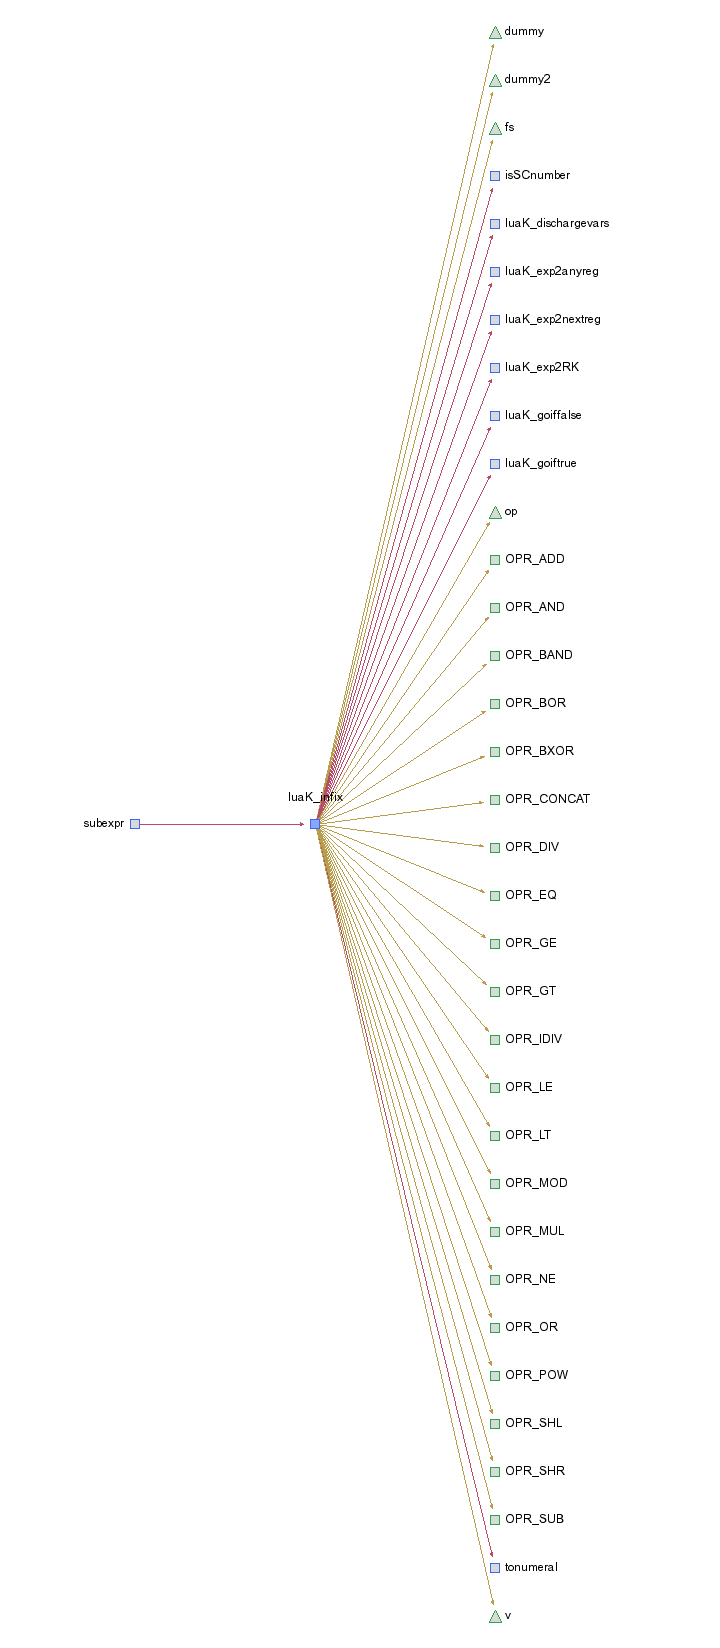 dummy
dummy2
fs
isSCnumber
luaK_dischargevars
luaK_exp2anyreg
luaK_exp2nextreg
luaK_exp2RK
luaK_goiffalse
luaK_goiftrue
op
OPR_ADD
OPR_AND
OPR_BAND
OPR_BOR
OPR_BXOR
luaK_infix
OPR_CONCAT
subexpr
OPR_DIV
OPR_EQ
OPR_GE
OPR_GT
OPR_IDIV
OPR_LE
OPR_LT
OPR_MOD
OPR_MUL
OPR_NE
OPR_OR
OPR_POW
OPR_SHL
OPR_SHR
OPR_SUB
tonumeral
v